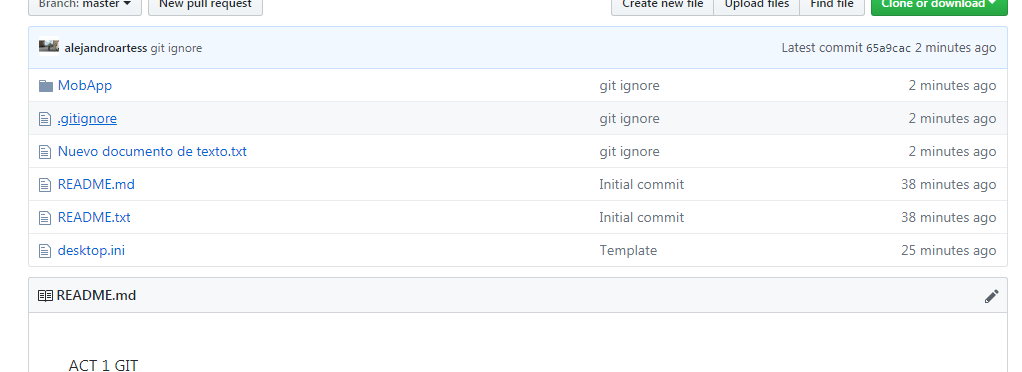 Branch: master New pull request Create new file Upload files Find file Clone or download
alejandroartess git ignore Latest commit 65a9cac 2 minutes ago
MobApp git ignore 2 minutes ago
.gitignore git ignore 2 minutes ago
Nuevo documento de texto.txt git ignore 2 minutes ago
README.md Initial commit 38 minutes ago
README.txt Initial commit 38 minutes ago
desktop.ini Template 25 minutes ago
README.md
ACT 1 GIT